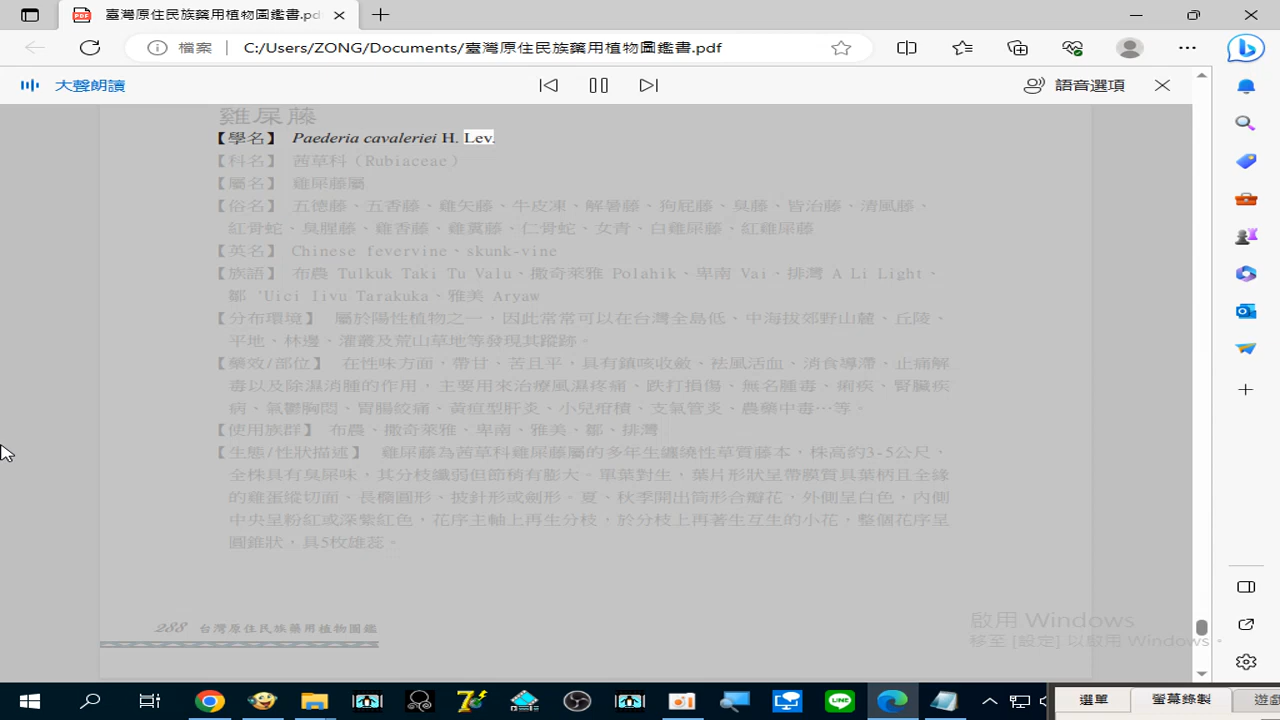 臺灣原住民族藥用植物圖鑑書.pdf
檔案
C:/Users/ZONG/Documents/臺灣原住民族藥用植物圖鑑書.pdf
大聲朗讀
語音選項
雞屎藤
【學名】 Paederia cavaleriei H. Lev.
【科名】 茜草科（Rubiaceae）
【屬名】 雞屎藤屬
【俗名】 五德藤、五香藤、雞矢藤、牛皮凍、解暑藤、狗屁藤、臭藤、皆治藤、清風藤、
紅骨蛇、臭腥藤、雞香藤、雞糞藤、仁骨蛇、女青、白雞屎藤、紅雞屎藤
【英名】 Chinese fevervine、skunk-vine
【族語】 布農 Tulkuk Taki Tu Valu、撒奇萊雅 Polahik、卑南 Vai、排灣 A Li Light、
鄒 'Uici Iivu Tarakuka、雅美 Aryaw
【分布環境】 屬於陽性植物之一，因此常常可以在台灣全島低、中海拔郊野山麓、丘陵、
平地、林邊、灌叢及荒山草地等發現其蹤跡。
【藥效/部位】 在性味方面，帶甘、苦且平，具有鎮咳收斂、袪風活血、消食導滯、止痛解
毒以及除濕消腫的作用，主要用來治療風濕疼痛、跌打損傷、無名腫毒、痢疾、腎臟疾
病、氣鬱胸悶、胃腸絞痛、黃疸型肝炎、小兒疳積、支氣管炎、農藥中毒…等。
【使用族群】 布農、撒奇萊雅、卑南、雅美、鄒、排灣
【生態/性狀描述】 雞屎藤為茜草科雞屎藤屬的多年生纏繞性草質藤本，株高約3-5公尺，
全株具有臭屎味，其分枝纖弱但節稍有膨大。單葉對生，葉片形狀呈帶膜質具葉柄且全緣
的雞蛋縱切面、長橢圓形、披針形或劍形。夏、秋季開出筒形合瓣花，外側呈白色，內側
中央呈粉紅或深紫紅色，花序主軸上再生分枝，於分枝上再著生互生的小花，整個花序呈
圓錐狀，具5枚雄蕊。
288 台灣原住民族藥用植物圖鑑
啟用 Windows
移至 [設定] 以啟用 Windows。
選單
螢幕錄製